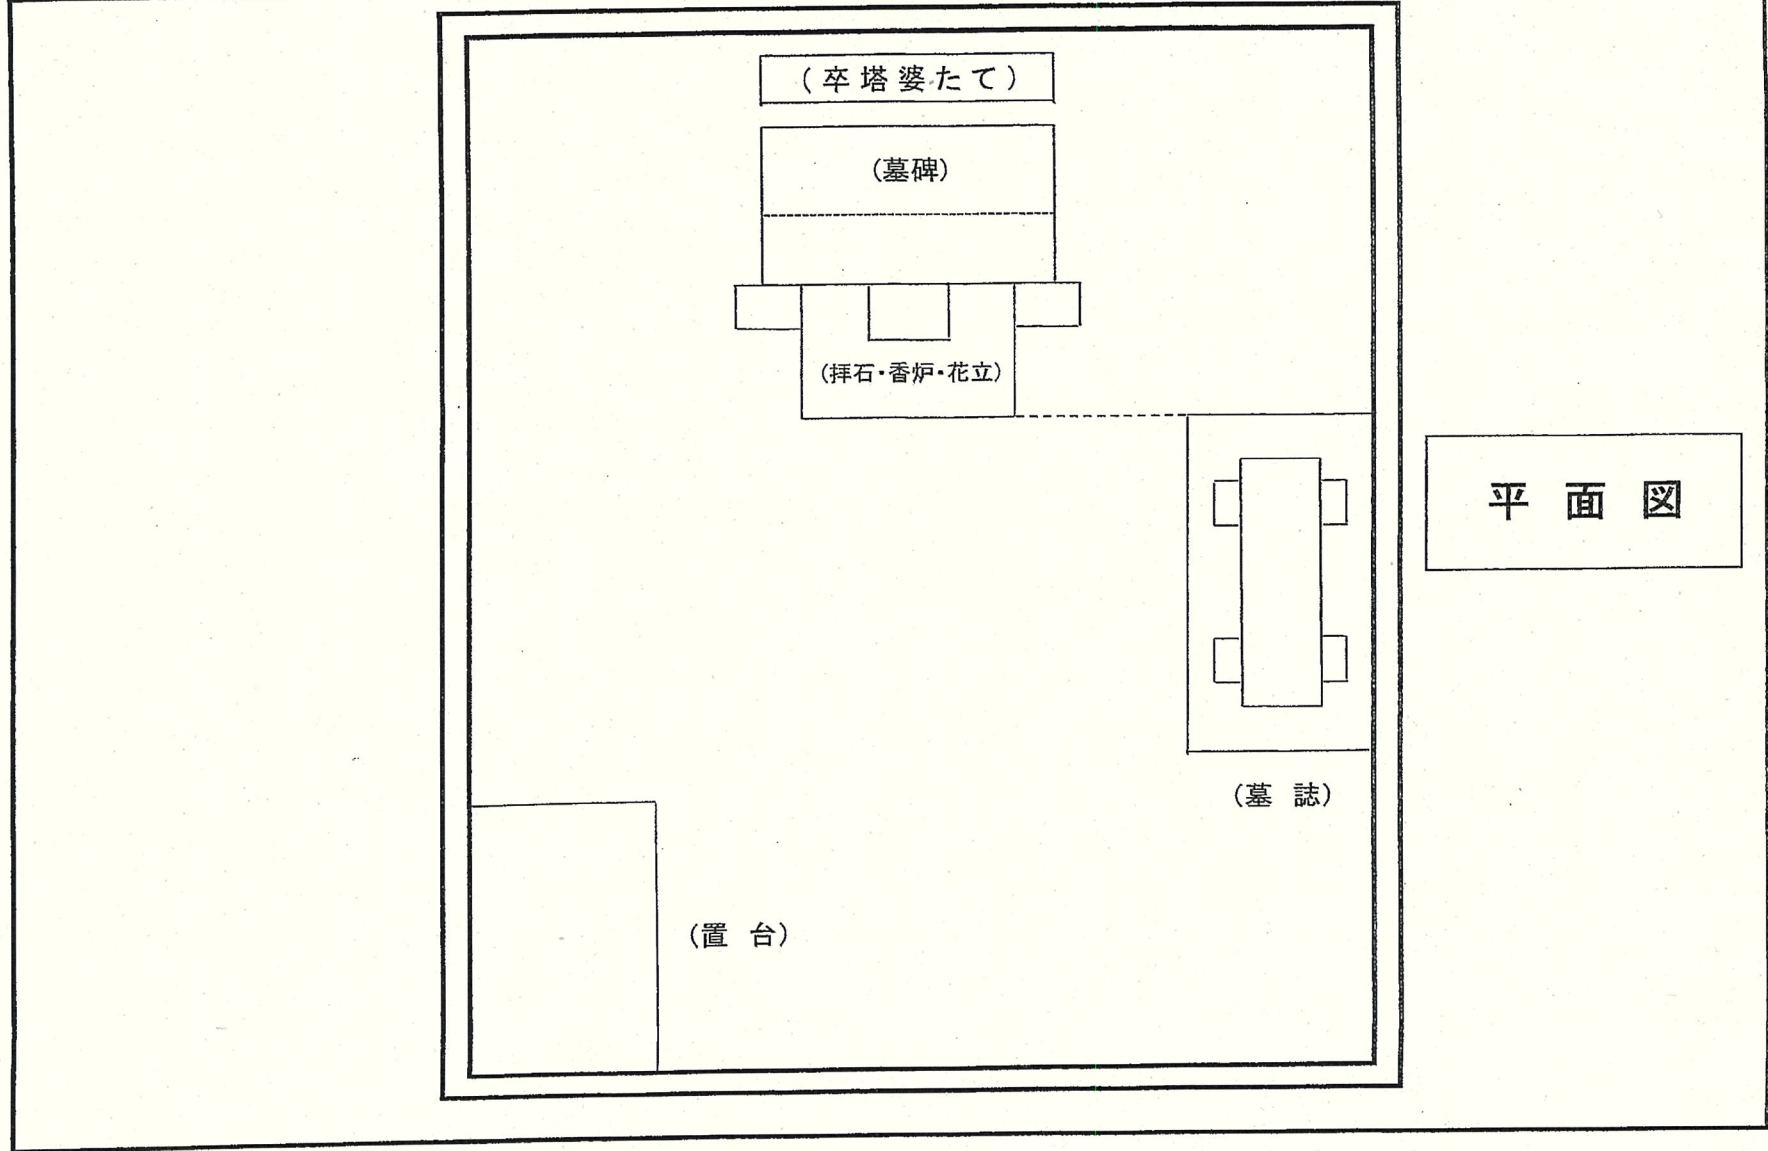 （卒塔婆たて）
（墓碑）
（拝石・香炉・花立）
平面図
（墓誌）
（置台）